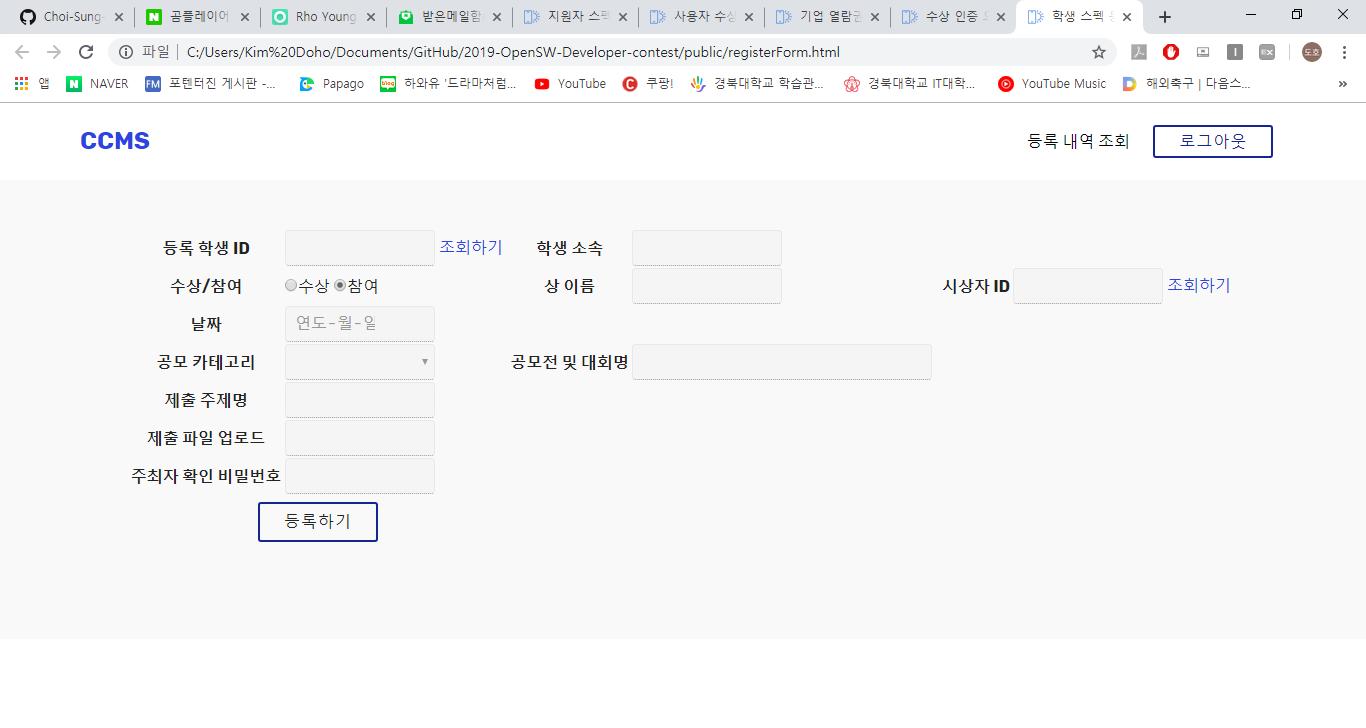 Choi-Sung- 곰플레이어 Rho Young 받은메일함 지원자 스펙 사용자 수상 기업 열람권 수상 인증 학생 스펙
파일 C:/Users/Kim%20Doho/Documents/GitHub/2019-OpenSW-Developer-contest/public/registerForm.html 도호
앱 NAVER FM 포텐터진 게시판 -... Papago blog 하와유 '드라마처럼... YouTube 쿠팡! 경북대학교 학습관... 경북대학교 IT대학... YouTube Music 해외축구 | 다음스... »
CCMS 등록 내역 조회 로그아웃
등록 학생 ID 조회하기 학생 소속
수상/참여 수상 참여 상 이름 시상자 ID 조회하기
날짜 연도-월-일
공모 카테고리 공모전 및 대회명
제출 주제명
제출 파일 업로드
주최자 확인 비밀번호
등록하기